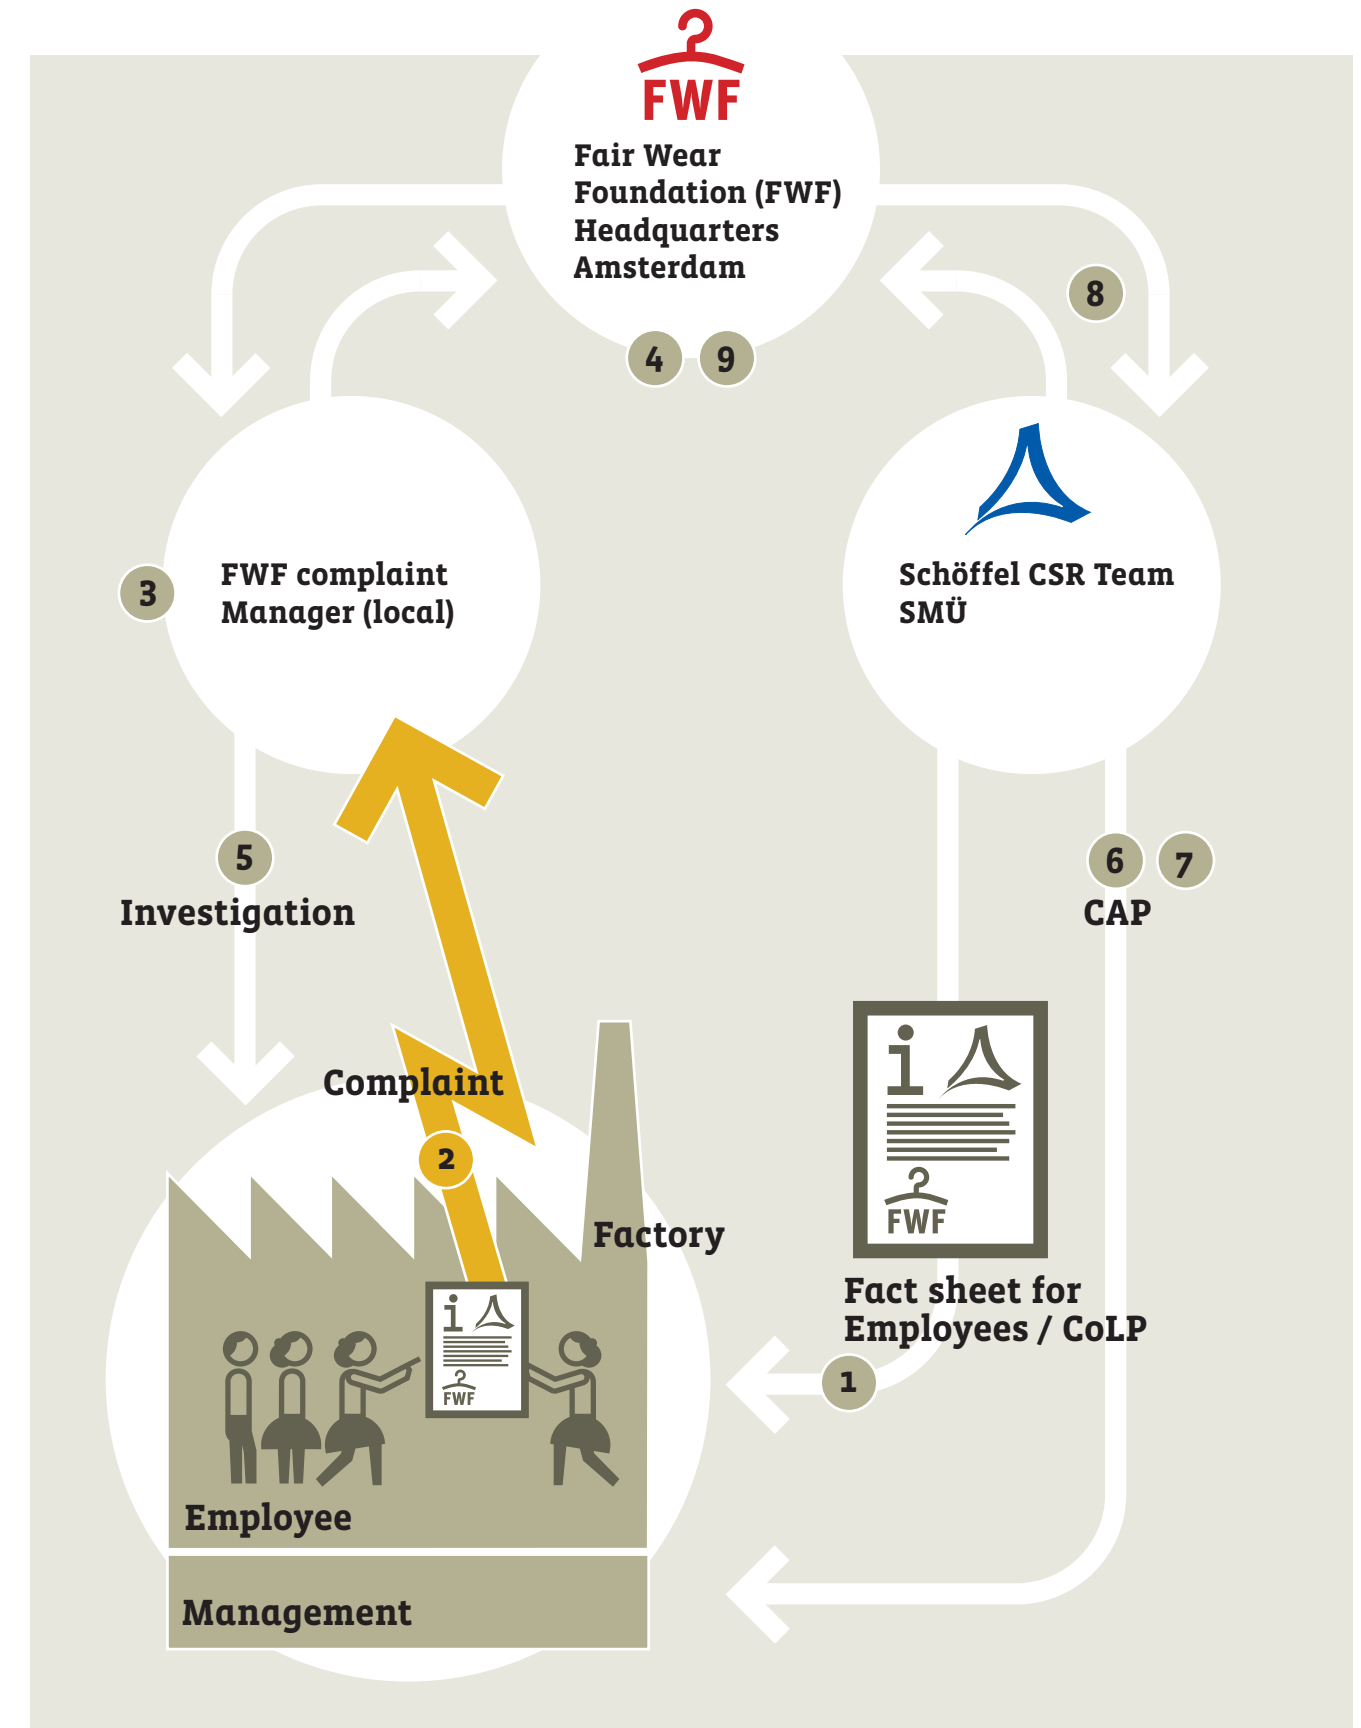 FWF
Fair Wear
Foundation (FWF)
Headquarters
Amsterdam
8
4 9
3
FWF complaint
Manager (local)
Schöffel CSR Team
SMÜ
5
Investigation
6 7
CAP
Complaint
2
Factory
i
FWF
Fact sheet for
Employees / CoLP
1
i
FWF
Employee
Management